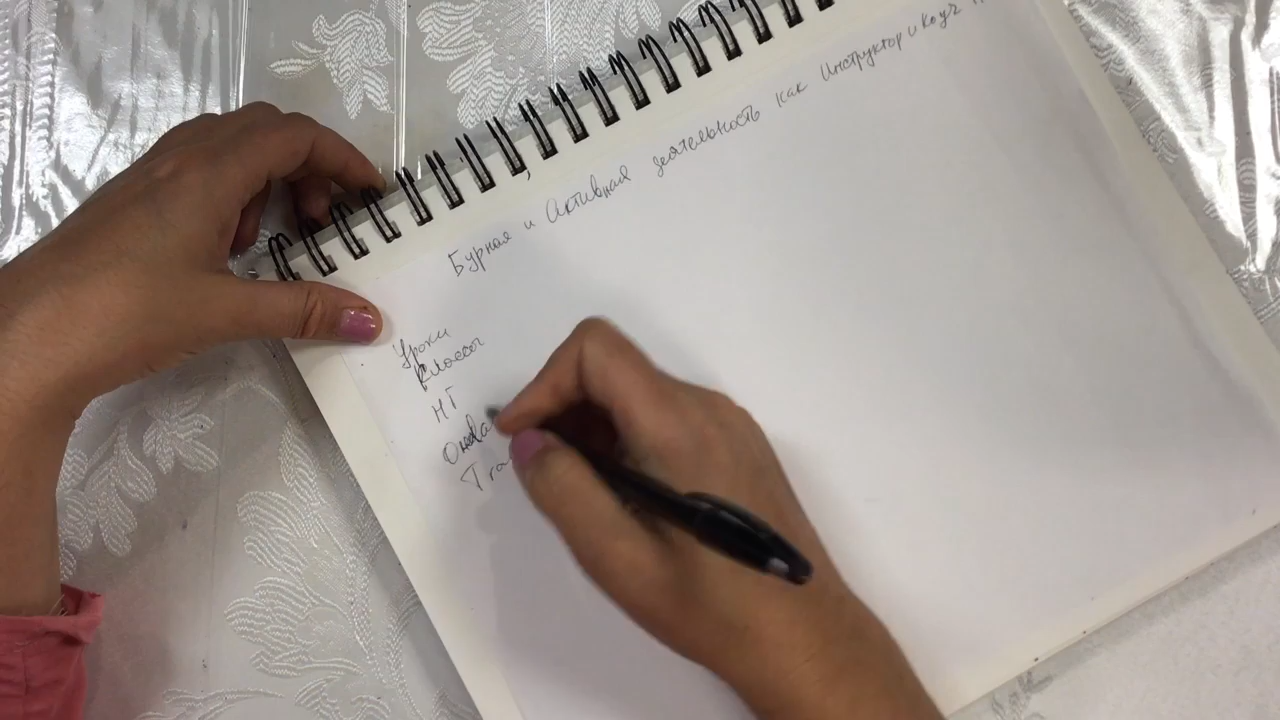 Бурная и Активная деятельность как инструктор и коуч
Уроки
Классы
НГ